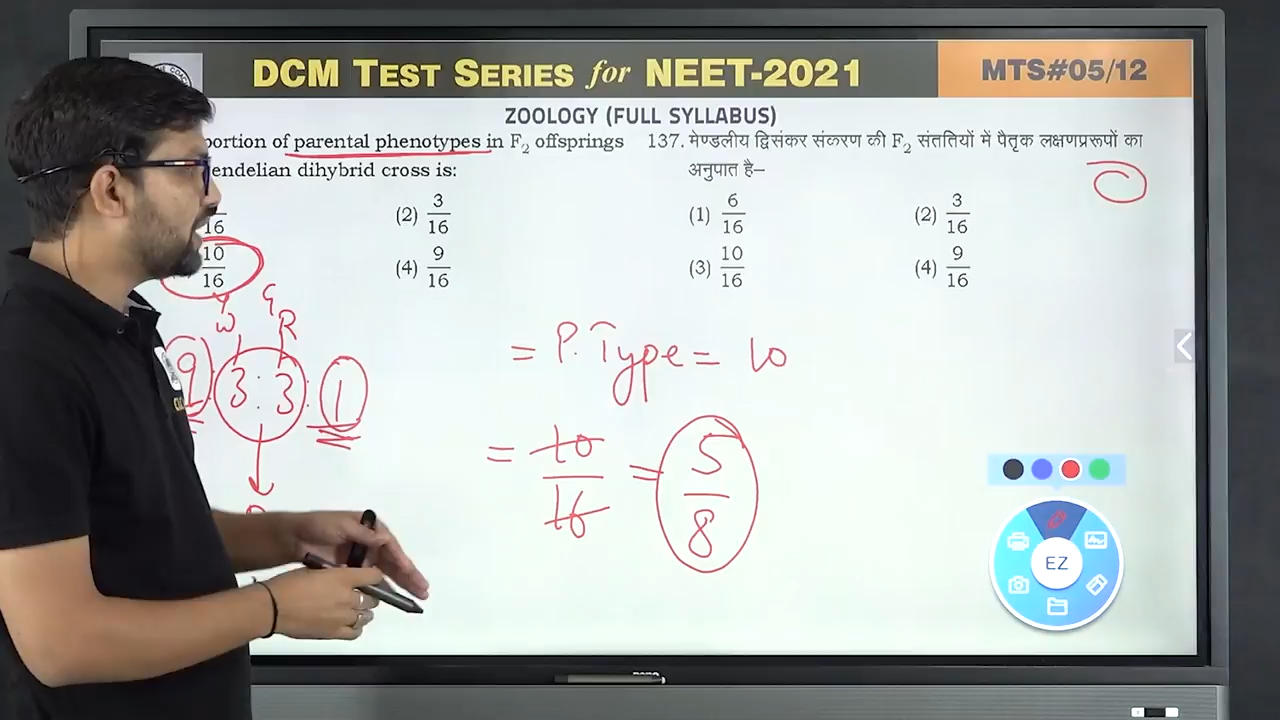 DCM TEST SERIES for NEET-2021
MTS#05/12
ZOOLOGY (FULL SYLLABUS)
portion of parental phenotypes in F2 offsprings
endelian dihybrid cross is:
16
(2) 3/16
10/16
(4) 9/16
137. मेण्डलीय द्विसंकर संकरण की F2 संततियों में पैतृक लक्षणप्ररूपों का
अनुपात है–
(1) 6/16
(2) 3/16
(3) 10/16
(4) 9/16
W R
9 : 3 : 3 : 1
= P. Type = 10
= 10/16 = 5/8
EZ